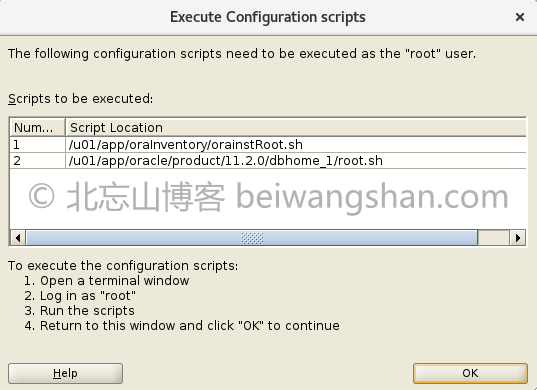 Execute Configuration scripts
The following configuration scripts need to be executed as the "root" user.
Scripts to be executed:
Num... Script Location
1 /u01/app/oraInventory/orainstRoot.sh
2 /u01/app/oracle/product/11.2.0/dbhome_1/root.sh
© 北忘山博客 beiwangshan.com
To execute the configuration scripts:
1. Open a terminal window
2. Log in as "root"
3. Run the scripts
4. Return to this window and click "OK" to continue
Help OK